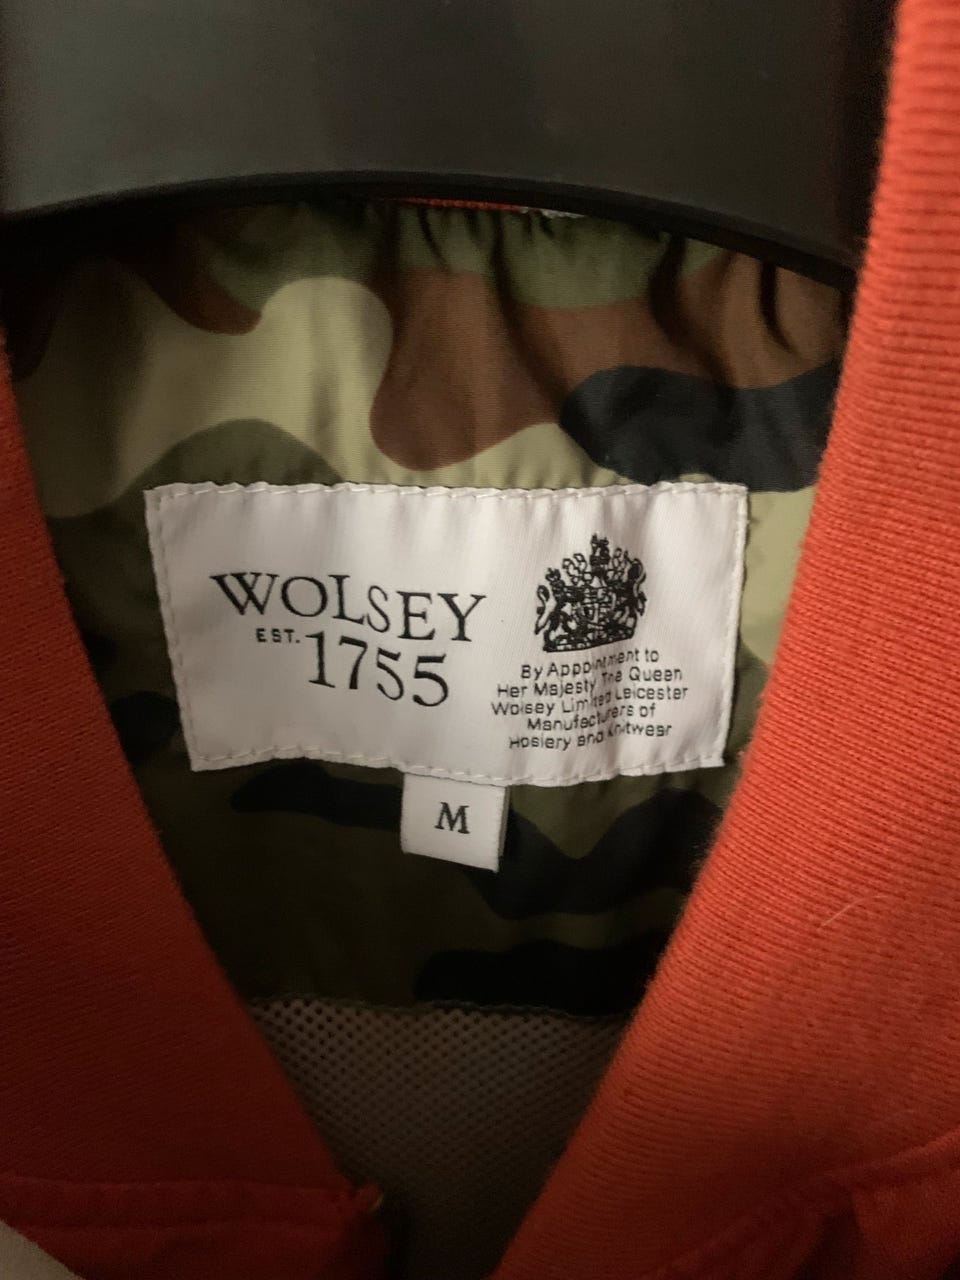 WOLSEY
EST. 1755
By Appointment to
Her Majesty The Queen
Wolsey Limited Leicester
Manufacturers of
Hosiery and Knitwear
M